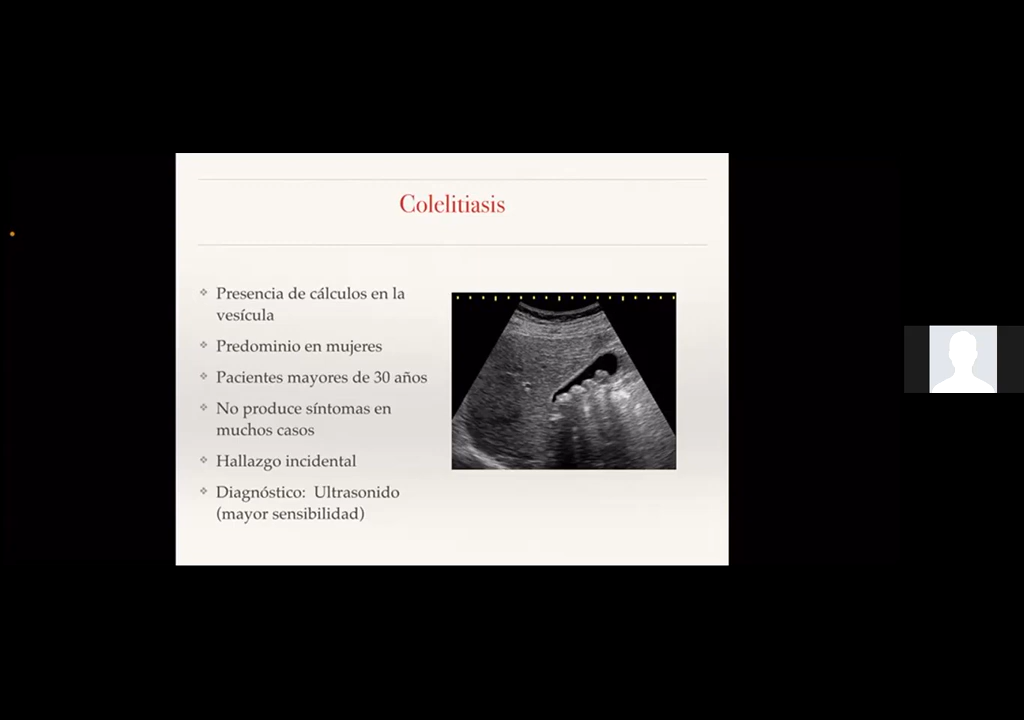 Colelitiasis
Presencia de cálculos en la
vesícula
Predominio en mujeres
Pacientes mayores de 30 años
No produce síntomas en
muchos casos
Hallazgo incidental
Diagnóstico: Ultrasonido
(mayor sensibilidad)